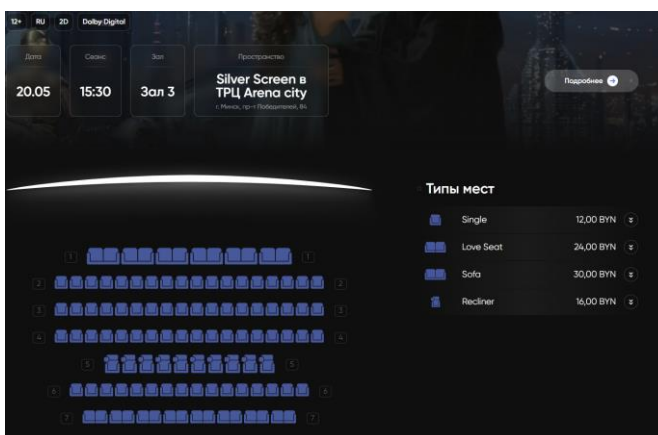 12+ RU 2D Dolby Digital
Дата Сеанс Зал Пространство
20.05 15:30 Зал 3 Silver Screen в
ТРЦ Arena city
г. Минск, пр-т Победителей, 84
Подробнее
Типы мест
Single 12,00 BYN
Love Seat 24,00 BYN
Sofa 30,00 BYN
Recliner 16,00 BYN
1 1
2 2
3 3
4 4
5 5
6 6
7 7